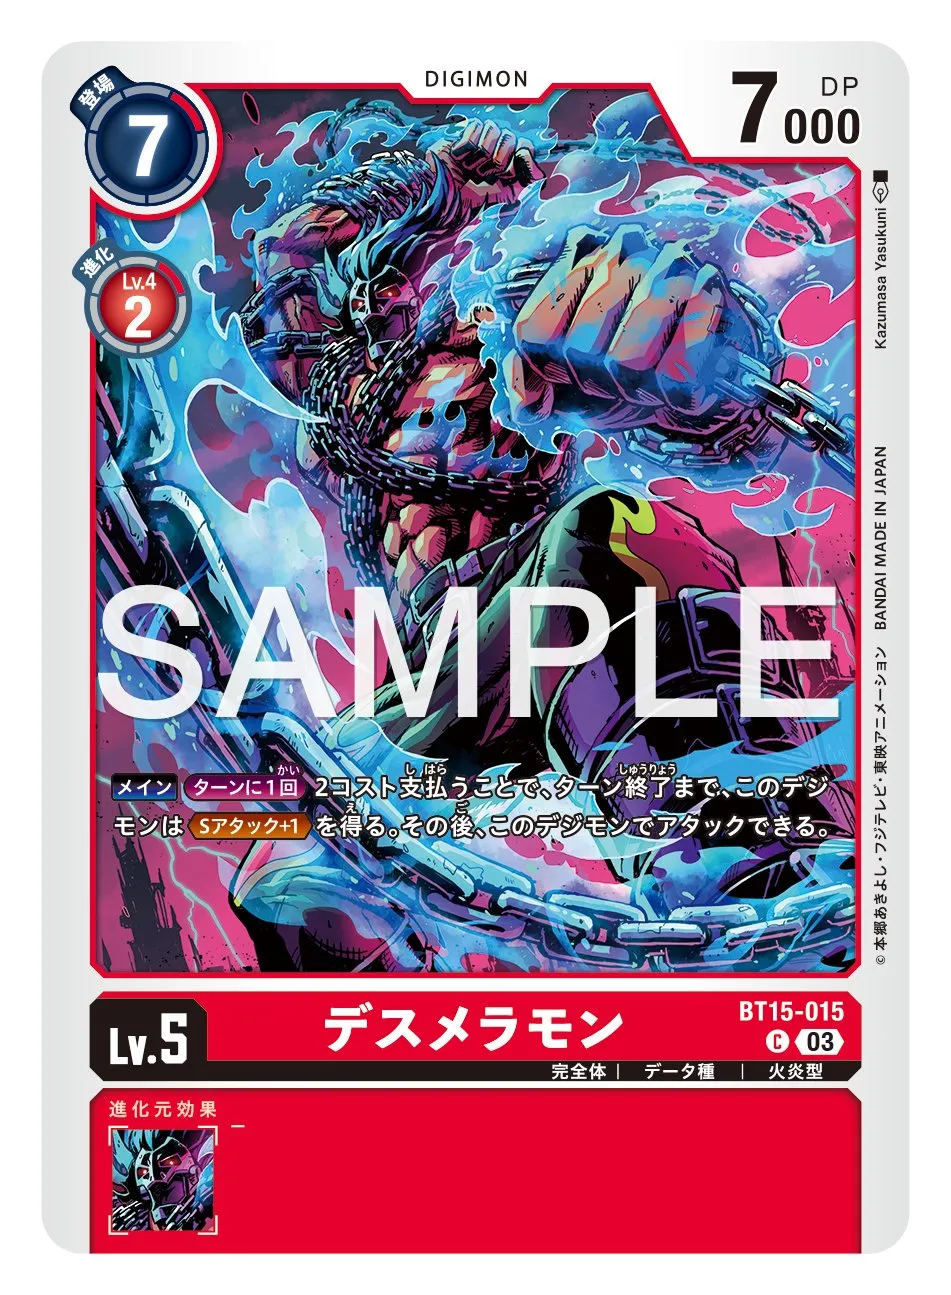 DIGIMON
登場
7
7000
DP
進化
Lv.4
2
Kazumasa Yasukuni
SAMPLE
メイン ターンに1回 2コスト支払うことで、ターン終了まで、このデジ
モンは Sアタック+1 を得る。その後、このデジモンでアタックできる。
©本郷あきよし・フジテレビ・東映アニメーション BANDAI MADE IN JAPAN
Lv.5
デスメラモン
BT15-015
C 03
完全体 | データ種 | 火炎型
進化元効果
ー